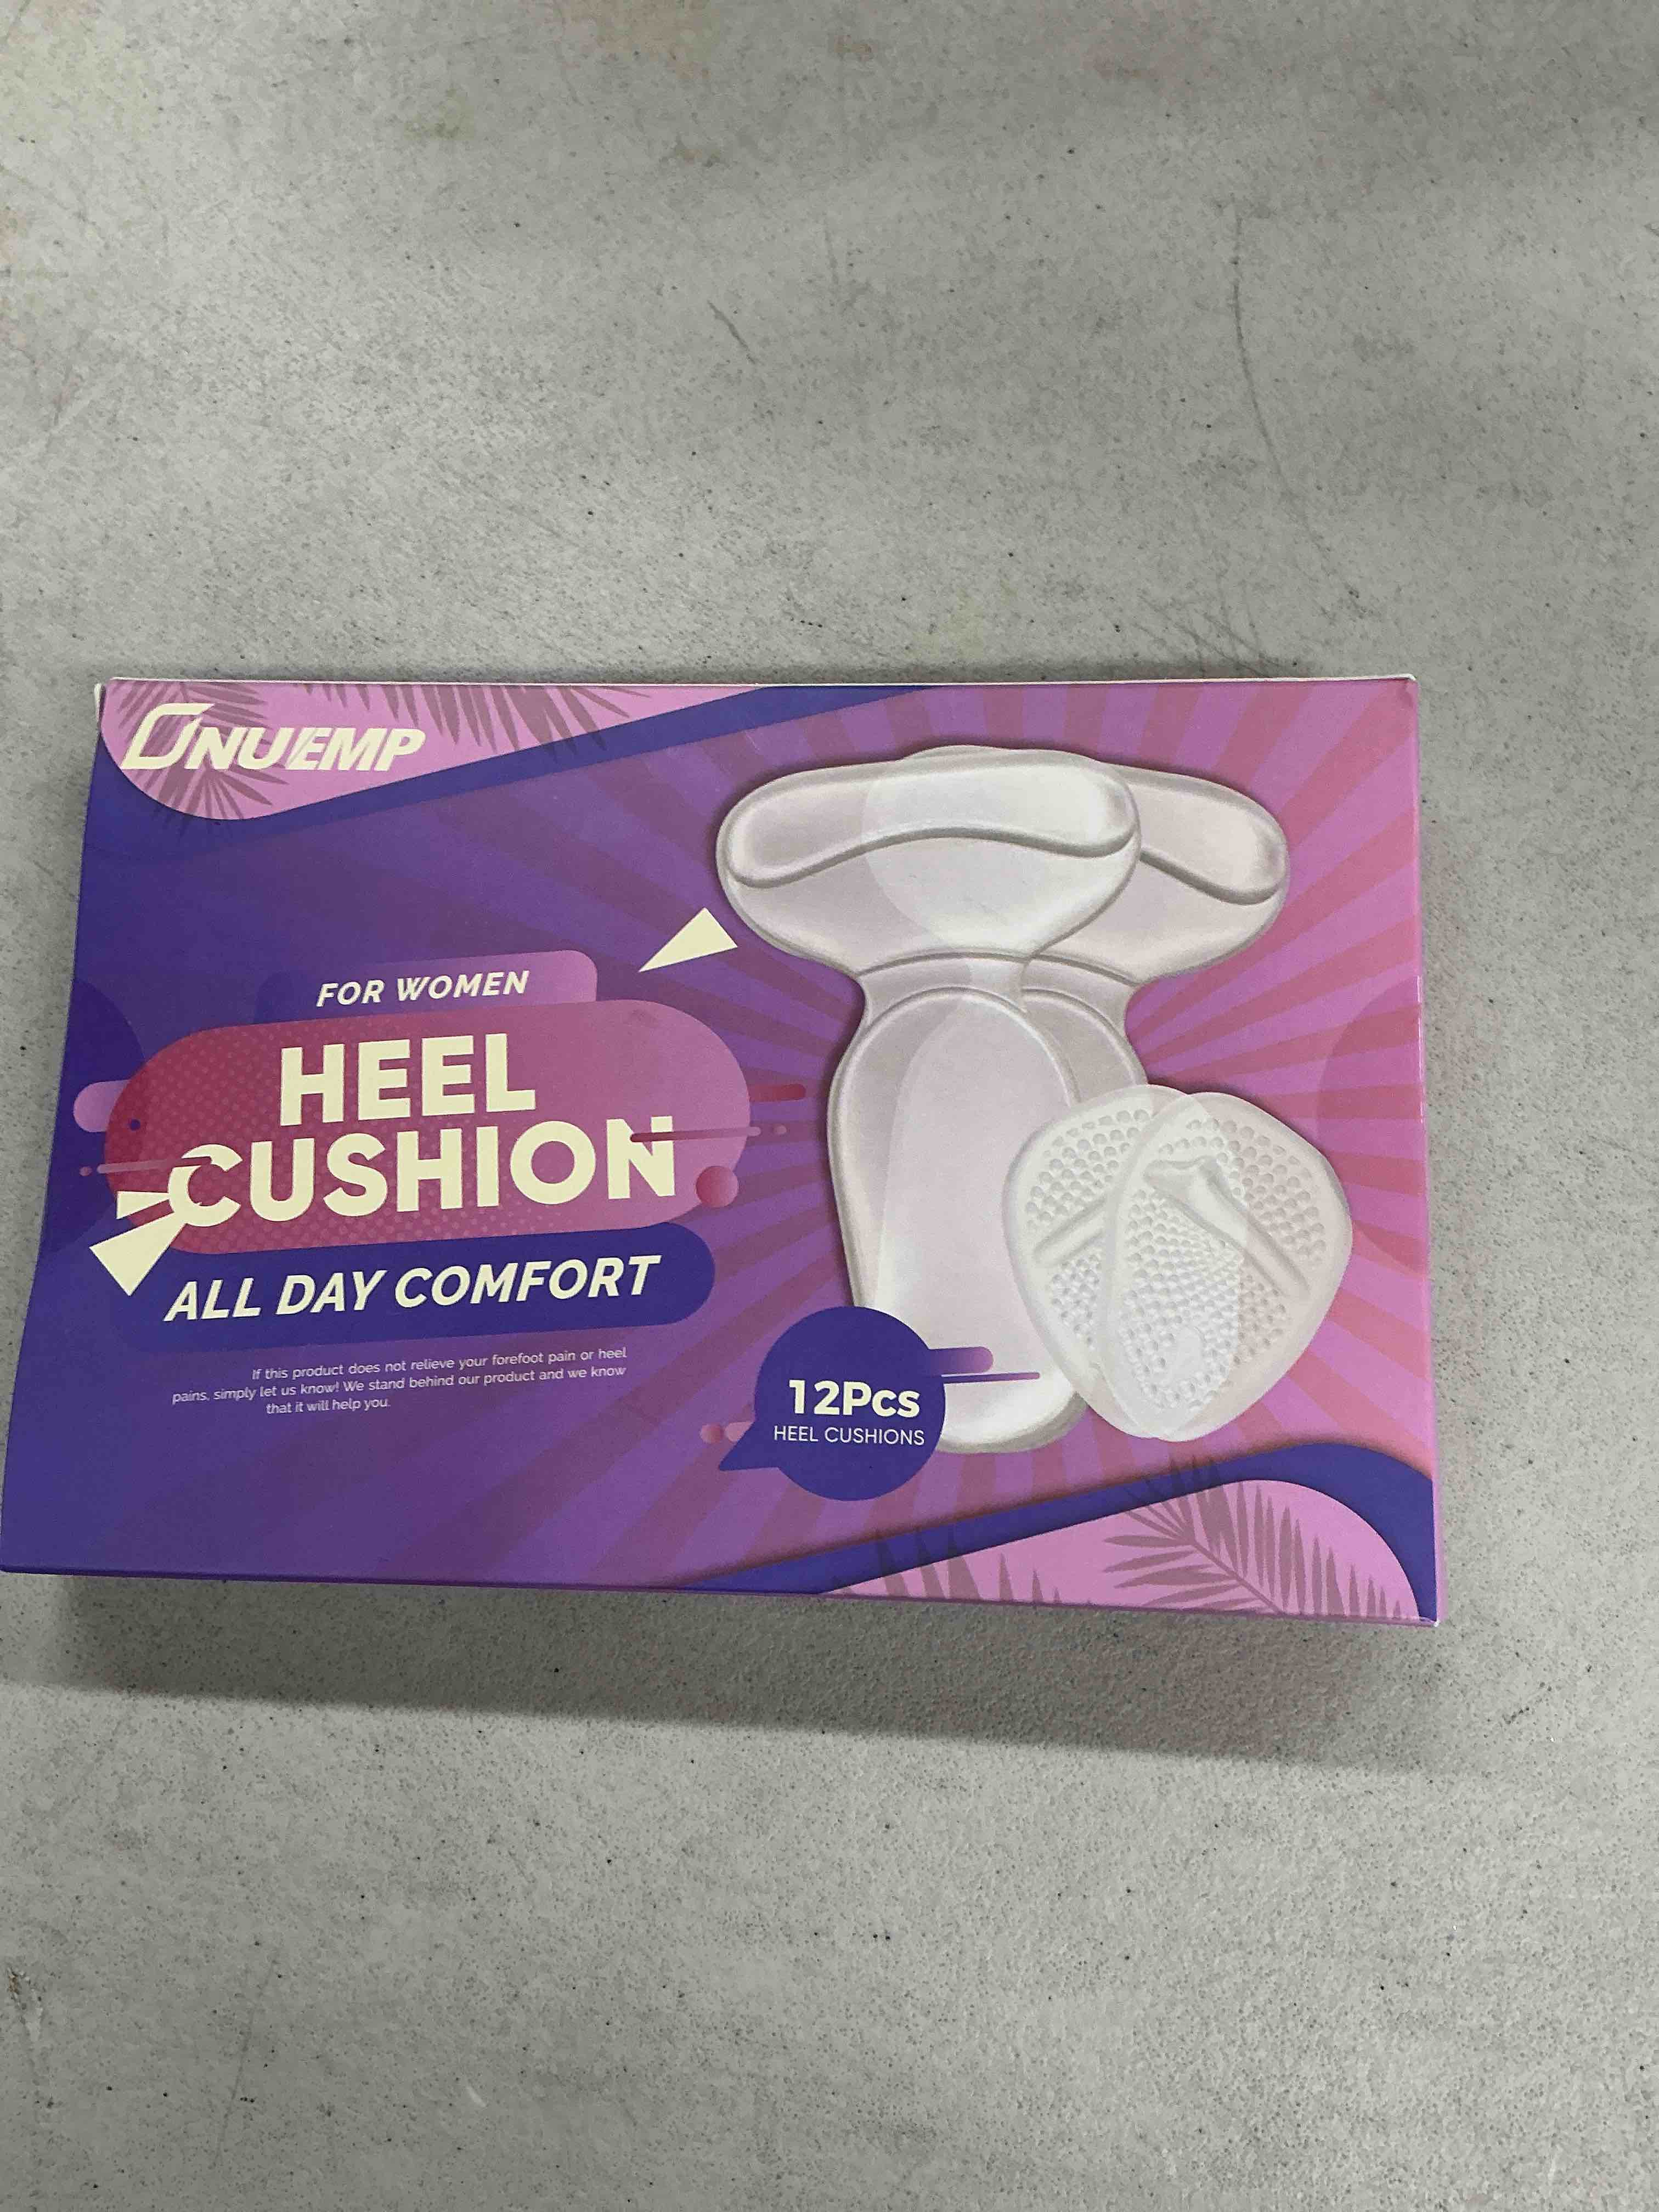 ONUEMP
FOR WOMEN
HEEL
CUSHION
ALL DAY COMFORT
If this product does not relieve your forefoot pain or heel
pains, simply let us know! We stand behind our product and we know
that it will help you.
12Pcs
HEEL CUSHIONS